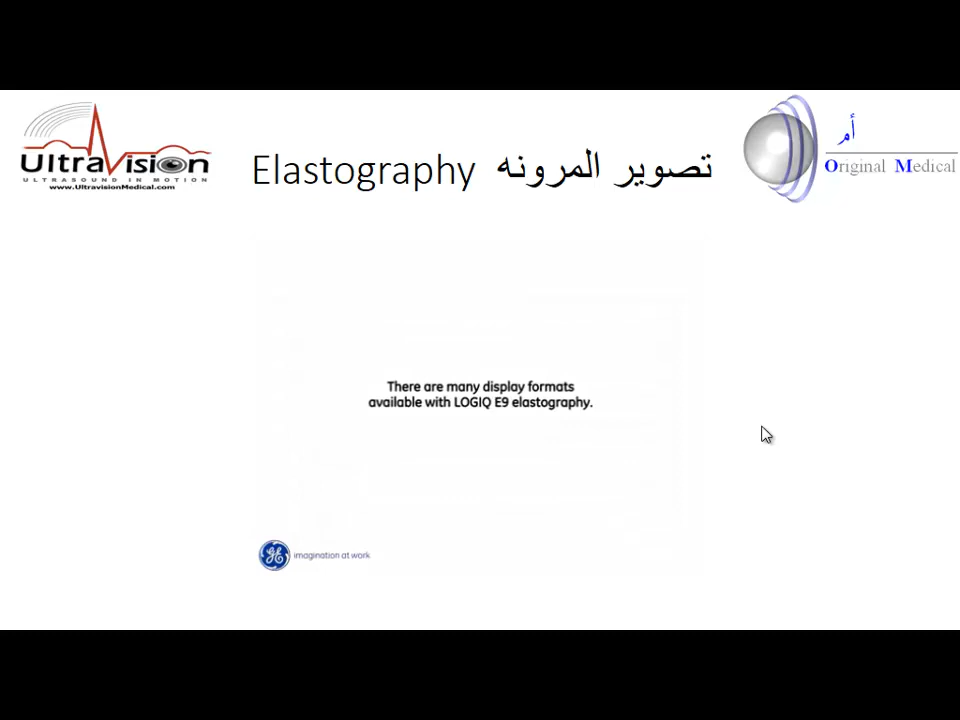 UltraVision
ULTRASOUND IN MOTION
www.UltravisionMedical.com
Elastography تصوير المرونه
أم
Original Medical
There are many display formats
available with LOGIQ E9 elastography.
GE imagination at work